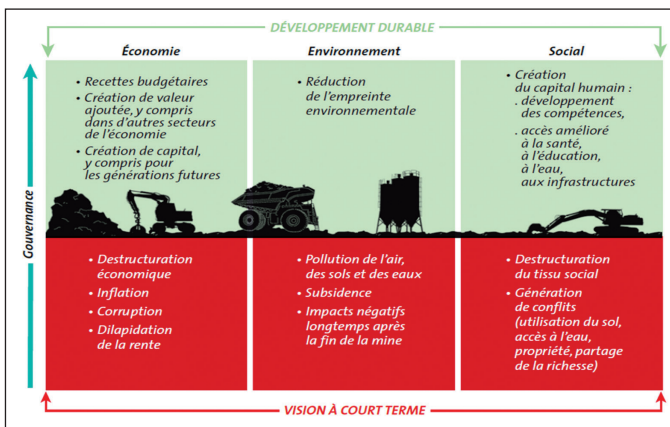 DÉVELOPPEMENT DURABLE
Économie
Environnement
Social
Gouvernance
• Recettes budgétaires
• Création de valeur
ajoutée, y compris
dans d'autres secteurs
de l'économie
• Création de capital,
y compris pour
les générations futures
• Réduction
de l'empreinte
environnementale
• Création
du capital humain :
. développement
des compétences,
. accès amélioré
à la santé,
à l'éducation,
à l'eau,
aux infrastructures
• Destructuration
économique
• Inflation
• Corruption
• Dilapidation
de la rente
• Pollution de l'air,
des sols et des eaux
• Subsidence
• Impacts négatifs
longtemps après
la fin de la mine
• Destructuration
du tissu social
• Génération
de conflits
(utilisation du sol,
accès à l'eau,
propriété, partage
de la richesse)
VISION À COURT TERME